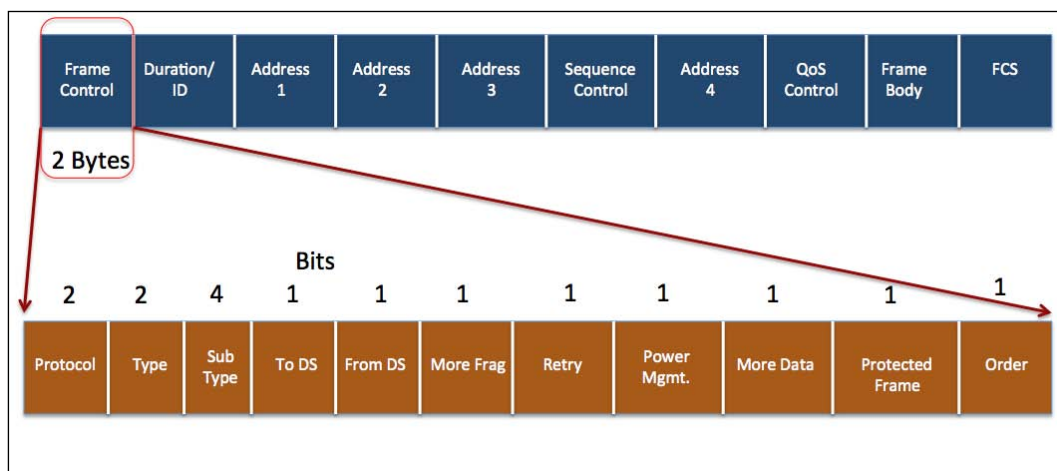 Frame Control
Duration/ ID
Address 1
Address 2
Address 3
Sequence Control
Address 4
QoS Control
Frame Body
FCS
2 Bytes
Bits
2 2 4 1 1 1 1 1 1 1 1
Protocol
Type
Sub Type
To DS
From DS
More Frag
Retry
Power Mgmt.
More Data
Protected Frame
Order